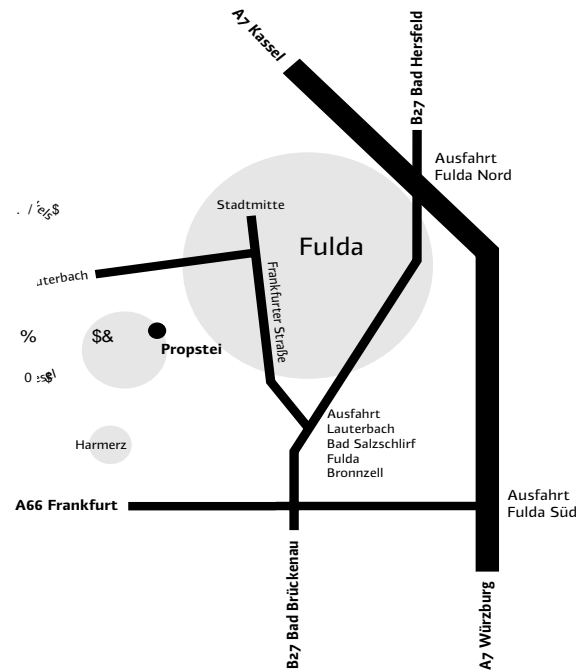 A7 Kassel
B27 Bad Hersfeld
Ausfahrt
Fulda Nord
Stadtmitte
Fulda
uterbach
Frankfurter Straße
% $&
Propstei
Harmerz
Ausfahrt
Lauterbach
Bad Salzschlirf
Fulda
Bronnzell
A66 Frankfurt
Ausfahrt
Fulda Süd
B27 Bad Brückenau
A7 Würzburg